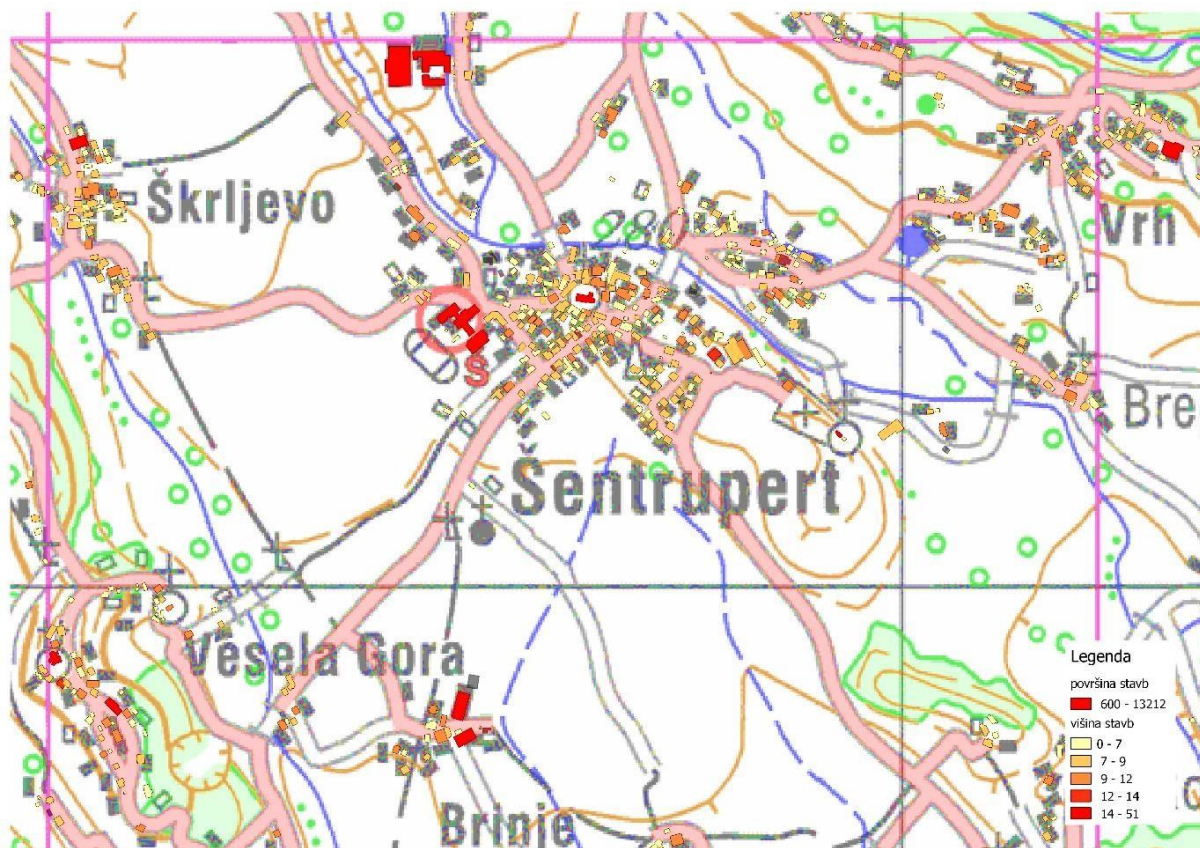 Škrljevo
Vrh
280
Š
Bre
Šentrupert
Vesela Gora
Brinje
Legenda
površina stavb
600 - 13212
višina stavb
0 - 7
7 - 9
9 - 12
12 - 14
14 - 51